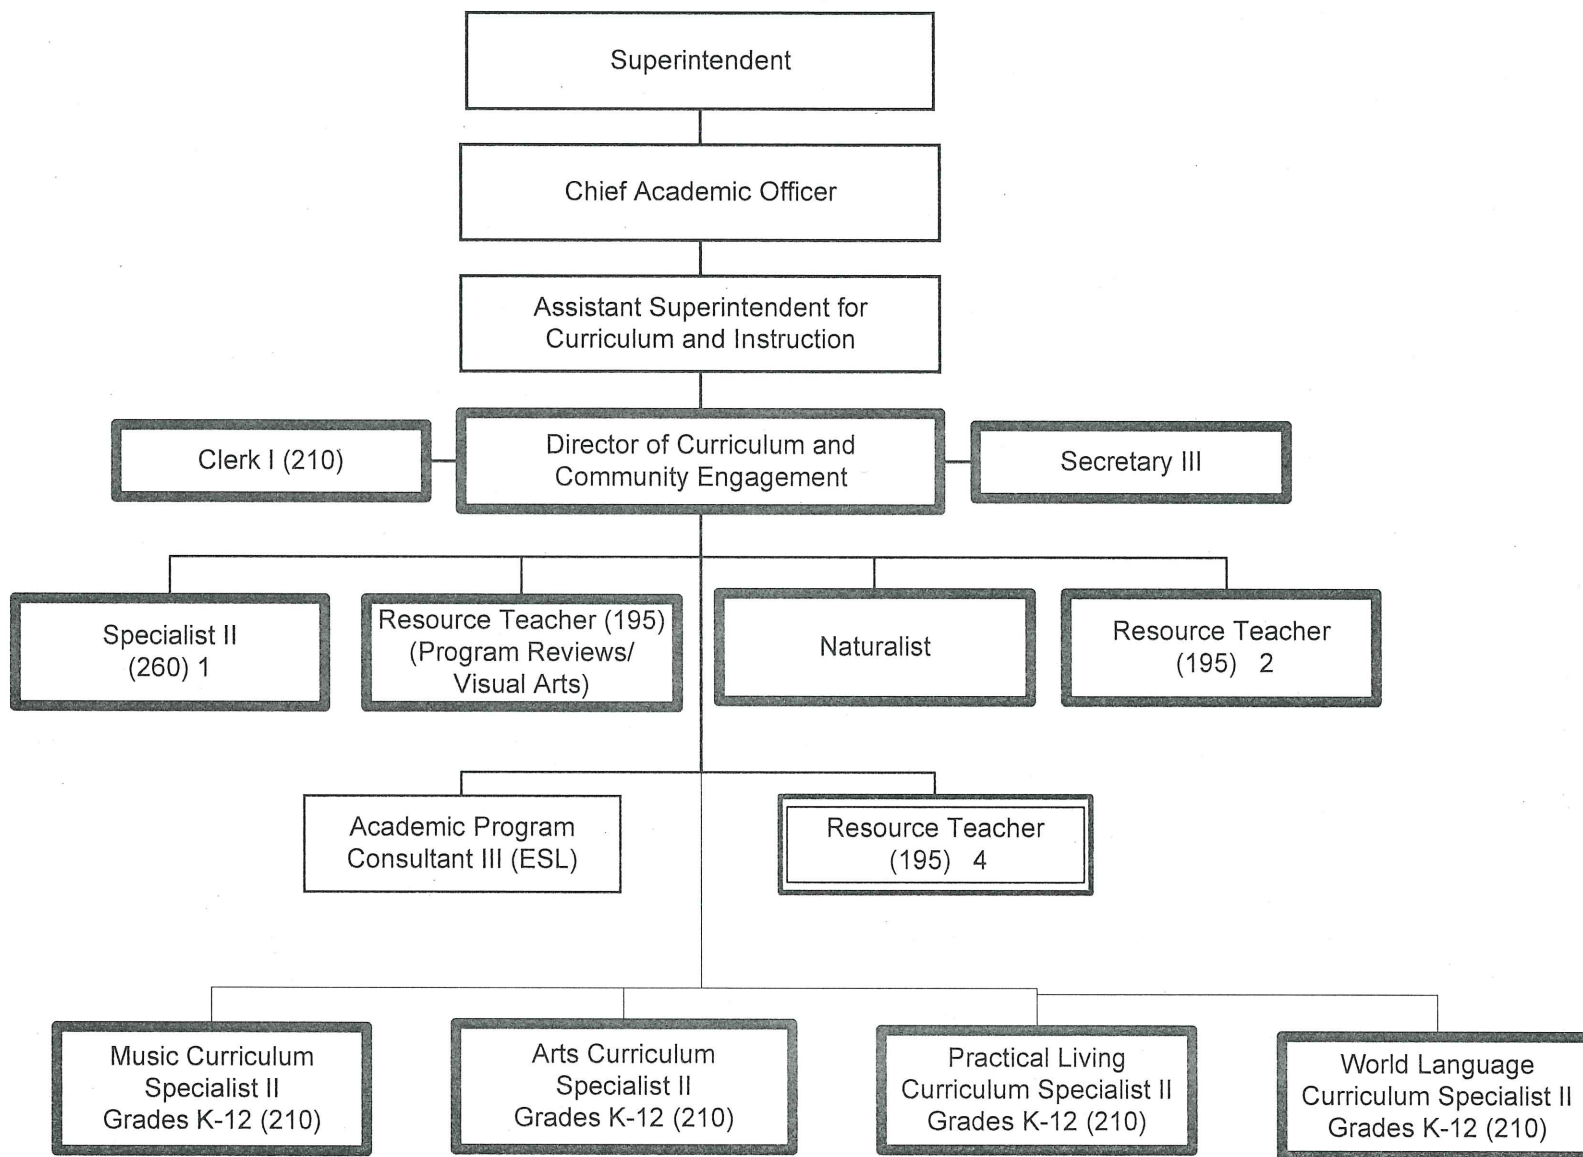 Superintendent
Chief Academic Officer
Assistant Superintendent for
Curriculum and Instruction
Clerk I (210)
Director of Curriculum and
Community Engagement
Secretary III
Specialist II
(260) 1
Resource Teacher (195)
(Program Reviews/
Visual Arts)
Naturalist
Resource Teacher
(195) 2
Academic Program
Consultant III (ESL)
Resource Teacher
(195) 4
Music Curriculum
Specialist II
Grades K-12 (210)
Arts Curriculum
Specialist II
Grades K-12 (210)
Practical Living
Curriculum Specialist II
Grades K-12 (210)
World Language
Curriculum Specialist II
Grades K-12 (210)